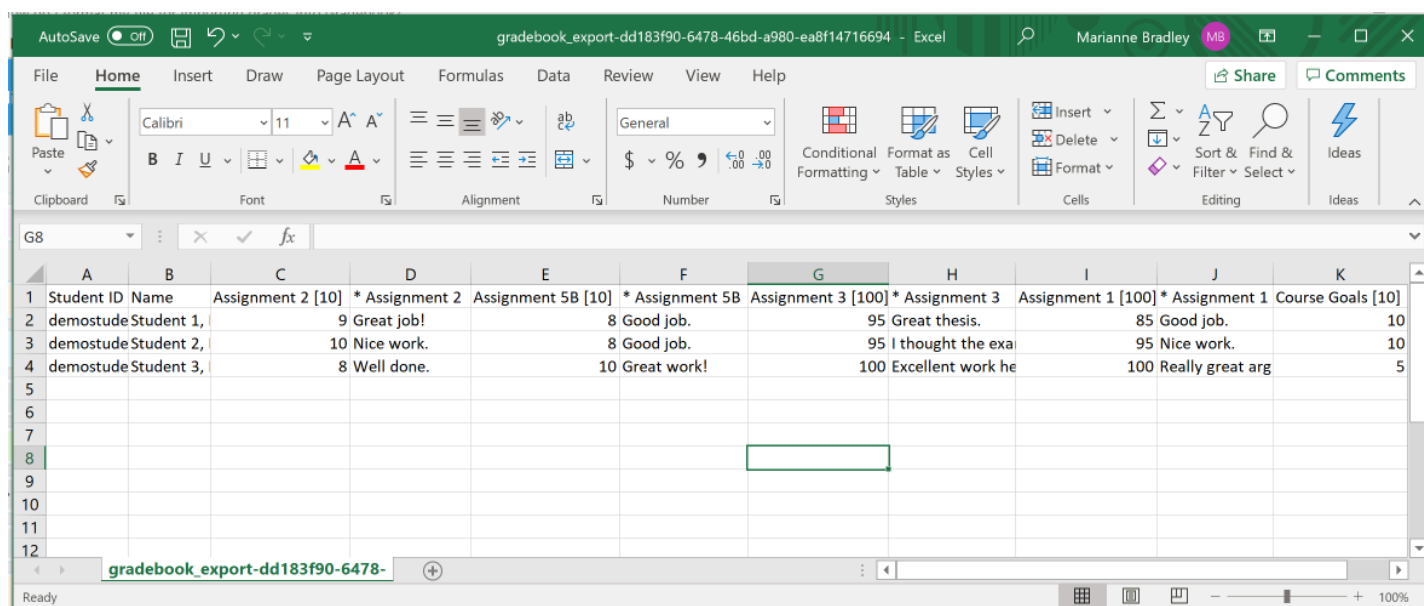 AutoSave Off gradebook_export-dd183f90-6478-46bd-a980-ea8f14716694 - Excel Marianne Bradley MB
File Home Insert Draw Page Layout Formulas Data Review View Help Share Comments
Paste Calibri 11 A^ A˅ ab General Conditional Formatting Format as Table Cell Styles Insert Delete Format Sort & Filter Find & Select Ideas
B I U A $ % 9 .00 .00
Clipboard Font Alignment Number Styles Cells Editing Ideas
G8 fx
A B C D E F G H I J K
1 Student ID Name Assignment 2 [10] * Assignment 2 Assignment 5B [10] * Assignment 5B Assignment 3 [100] * Assignment 3 Assignment 1 [100] * Assignment 1 Course Goals [10]
2 demostude Student 1, 9 Great job! 8 Good job. 95 Great thesis. 85 Good job. 10
3 demostude Student 2, 10 Nice work. 8 Good job. 95 I thought the exa 95 Nice work. 10
4 demostude Student 3, 8 Well done. 10 Great work! 100 Excellent work he 100 Really great arg 5
5
6
7
8
9
10
11
12
gradebook_export-dd183f90-6478-
Ready 100%